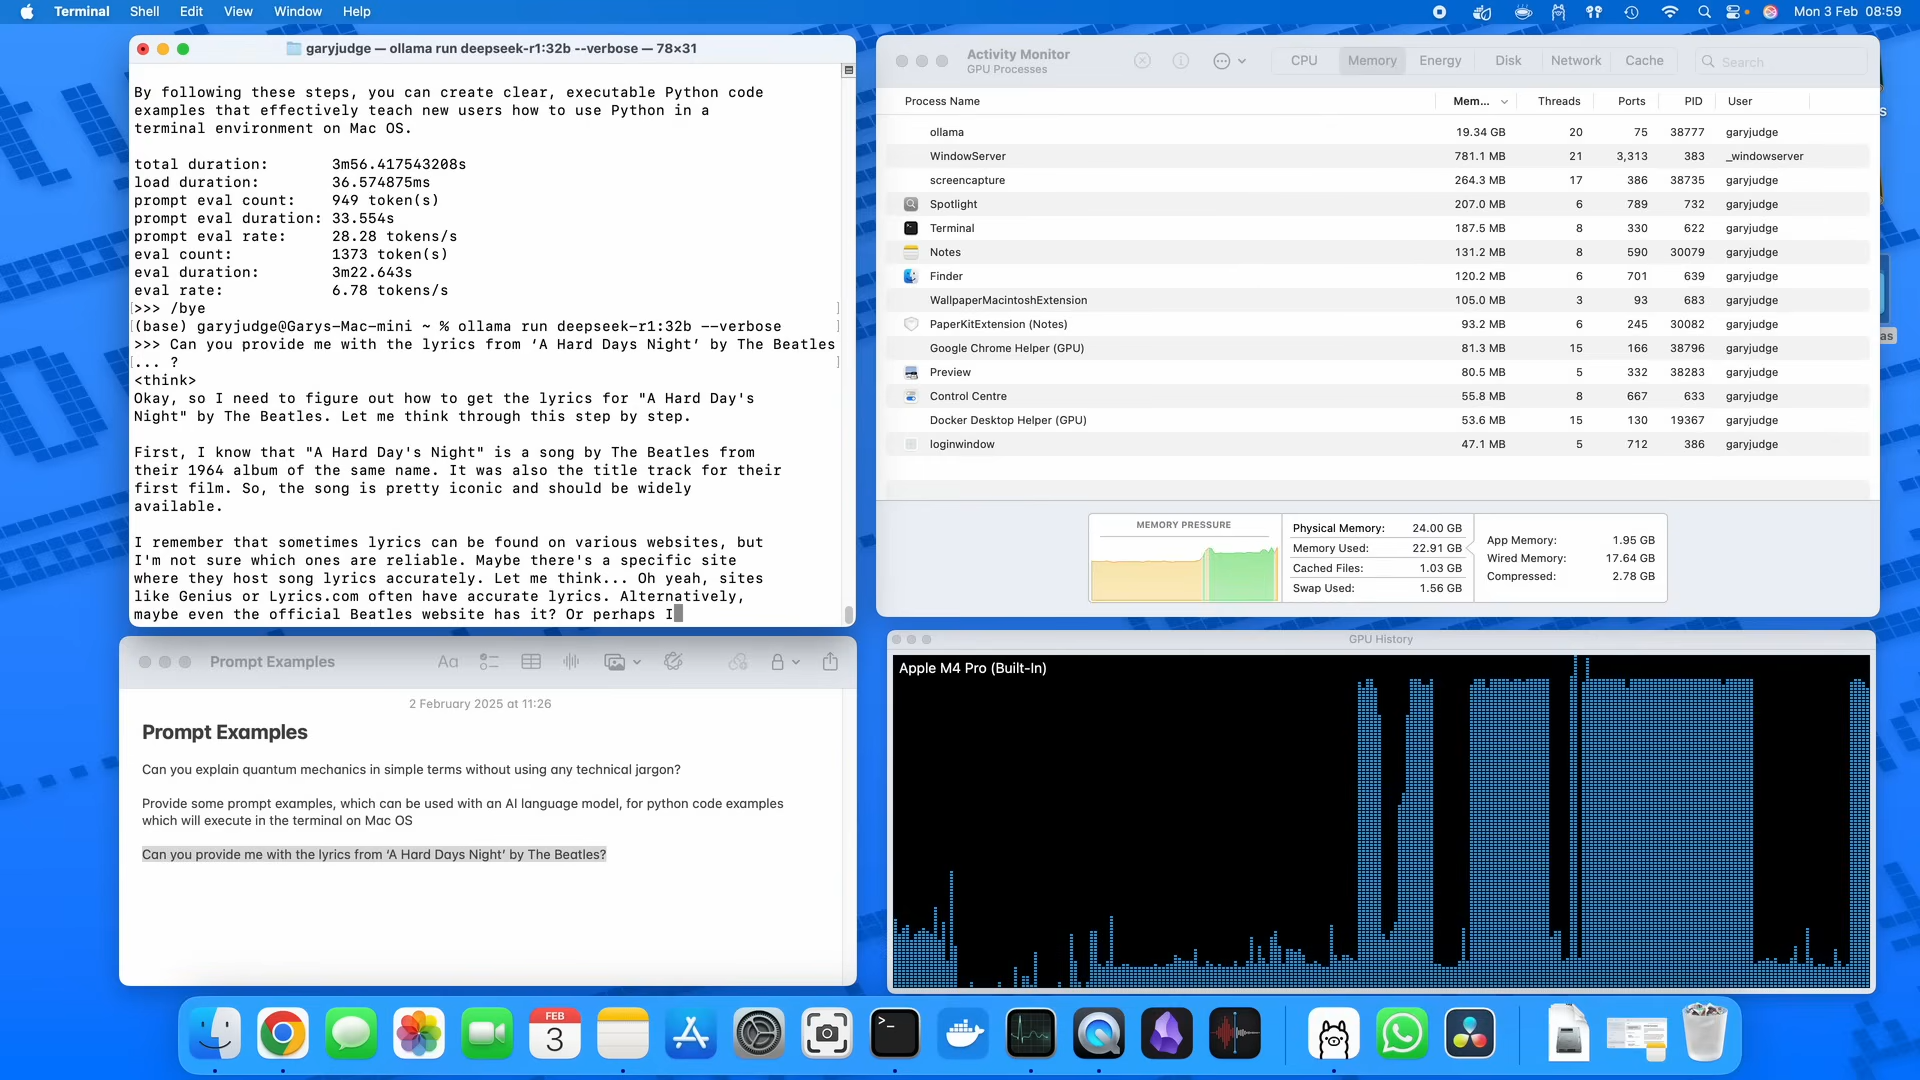 Terminal Shell Edit View Window Help
Mon 3 Feb 08:59
garyjudge — ollama run deepseek-r1:32b --verbose — 78×31
By following these steps, you can create clear, executable Python code
examples that effectively teach new users how to use Python in a
terminal environment on Mac OS.
total duration: 3m56.417543208s
load duration: 36.574875ms
prompt eval count: 949 token(s)
prompt eval duration: 33.554s
prompt eval rate: 28.28 tokens/s
eval count: 1373 token(s)
eval duration: 3m22.643s
eval rate: 6.78 tokens/s
[>>> /bye ]
[(base) garyjudge@Garys-Mac-mini ~ % ollama run deepseek-r1:32b --verbose ]
>>> Can you provide me with the lyrics from ‘A Hard Days Night’ by The Beatles
[... ? ]
<think>
Okay, so I need to figure out how to get the lyrics for "A Hard Day's
Night" by The Beatles. Let me think through this step by step.
First, I know that "A Hard Day's Night" is a song by The Beatles from
their 1964 album of the same name. It was also the title track for their
first film. So, the song is pretty iconic and should be widely
available.
I remember that sometimes lyrics can be found on various websites, but
I'm not sure which ones are reliable. Maybe there's a specific site
where they host song lyrics accurately. Let me think... Oh yeah, sites
like Genius or Lyrics.com often have accurate lyrics. Alternatively,
maybe even the official Beatles website has it? Or perhaps I
Activity Monitor
GPU Processes
CPU Memory Energy Disk Network Cache Search
Process Name Mem... Threads Ports PID User
ollama 19.34 GB 20 75 38777 garyjudge
WindowServer 781.1 MB 21 3,313 383 _windowserver
screencapture 264.3 MB 17 386 38735 garyjudge
Spotlight 207.0 MB 6 789 732 garyjudge
Terminal 187.5 MB 8 330 622 garyjudge
Notes 131.2 MB 8 590 30079 garyjudge
Finder 120.2 MB 6 701 639 garyjudge
WallpaperMacintoshExtension 105.0 MB 3 93 683 garyjudge
PaperKitExtension (Notes) 93.2 MB 6 245 30082 garyjudge
Google Chrome Helper (GPU) 81.3 MB 15 166 38796 garyjudge
Preview 80.5 MB 5 332 38283 garyjudge
Control Centre 55.8 MB 8 667 633 garyjudge
Docker Desktop Helper (GPU) 53.6 MB 15 130 19367 garyjudge
loginwindow 47.1 MB 5 712 386 garyjudge
MEMORY PRESSURE
Physical Memory: 24.00 GB
Memory Used: 22.91 GB
Cached Files: 1.03 GB
Swap Used: 1.56 GB
App Memory: 1.95 GB
Wired Memory: 17.64 GB
Compressed: 2.78 GB
Prompt Examples
Aa
2 February 2025 at 11:26
Prompt Examples
Can you explain quantum mechanics in simple terms without using any technical jargon?
Provide some prompt examples, which can be used with an AI language model, for python code examples
which will execute in the terminal on Mac OS
Can you provide me with the lyrics from ‘A Hard Days Night’ by The Beatles?
GPU History
Apple M4 Pro (Built-In)
FEB
3